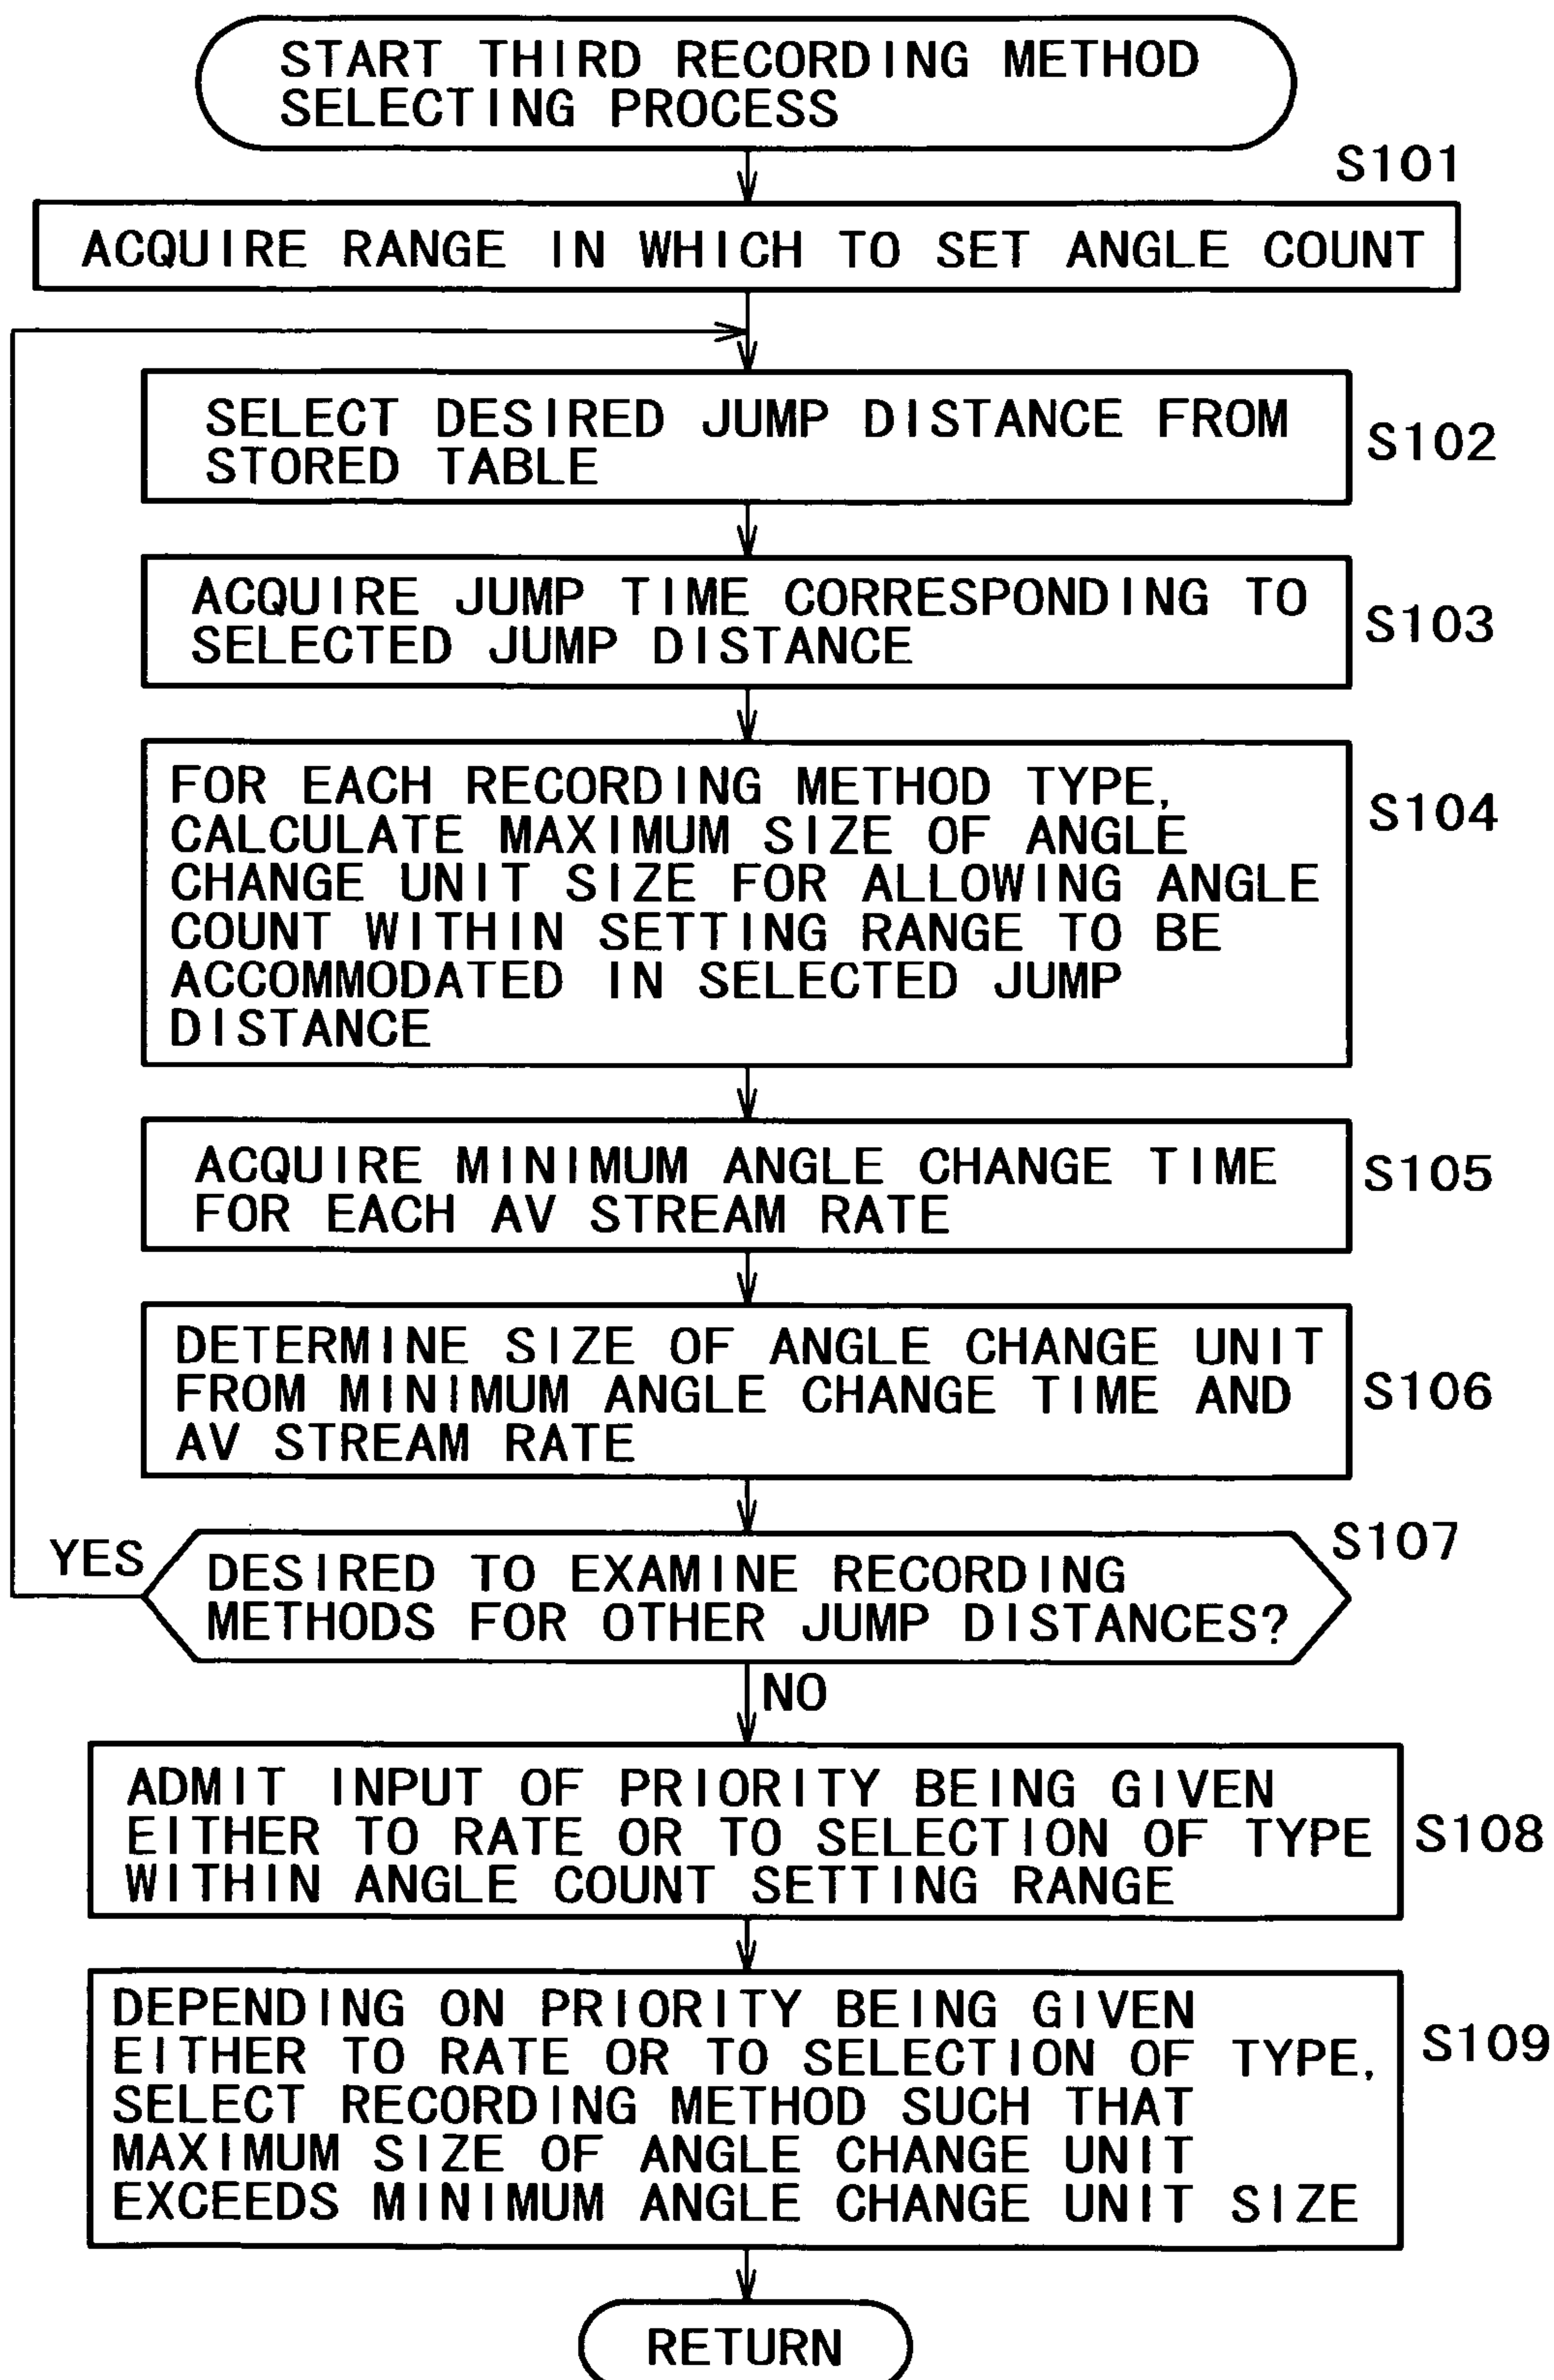 START THIRD RECORDING METHOD
SELECTING PROCESS
S101
ACQUIRE RANGE IN WHICH TO SET ANGLE COUNT
SELECT DESIRED JUMP DISTANCE FROM
STORED TABLE
S102
ACQUIRE JUMP TIME CORRESPONDING TO
SELECTED JUMP DISTANCE
S103
FOR EACH RECORDING METHOD TYPE,
CALCULATE MAXIMUM SIZE OF ANGLE
CHANGE UNIT SIZE FOR ALLOWING ANGLE
COUNT WITHIN SETTING RANGE TO BE
ACCOMMODATED IN SELECTED JUMP
DISTANCE
S104
ACQUIRE MINIMUM ANGLE CHANGE TIME
FOR EACH AV STREAM RATE
S105
DETERMINE SIZE OF ANGLE CHANGE UNIT
FROM MINIMUM ANGLE CHANGE TIME AND
AV STREAM RATE
S106
S107
YES
DESIRED TO EXAMINE RECORDING
METHODS FOR OTHER JUMP DISTANCES?
NO
ADMIT INPUT OF PRIORITY BEING GIVEN
EITHER TO RATE OR TO SELECTION OF TYPE
WITHIN ANGLE COUNT SETTING RANGE
S108
DEPENDING ON PRIORITY BEING GIVEN
EITHER TO RATE OR TO SELECTION OF TYPE,
SELECT RECORDING METHOD SUCH THAT
MAXIMUM SIZE OF ANGLE CHANGE UNIT
EXCEEDS MINIMUM ANGLE CHANGE UNIT SIZE
S109
RETURN